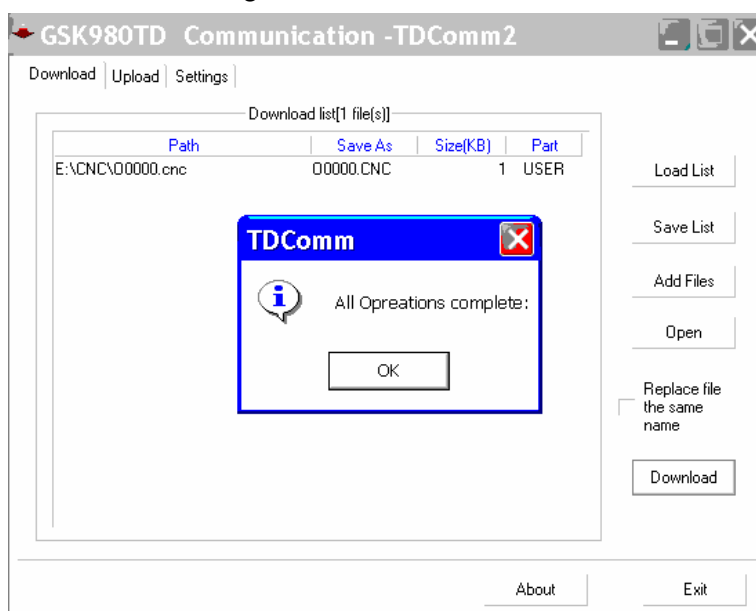 GSK980TD Communication -TDComm2
Download Upload Settings
Download list[1 file(s)]
Path Save As Size(KB) Part
E:\CNC\O0000.cnc O0000.CNC 1 USER
Load List
Save List
TDComm
All Opreations complete:
OK
Add Files
Open
Replace file
the same
name
Download
About Exit